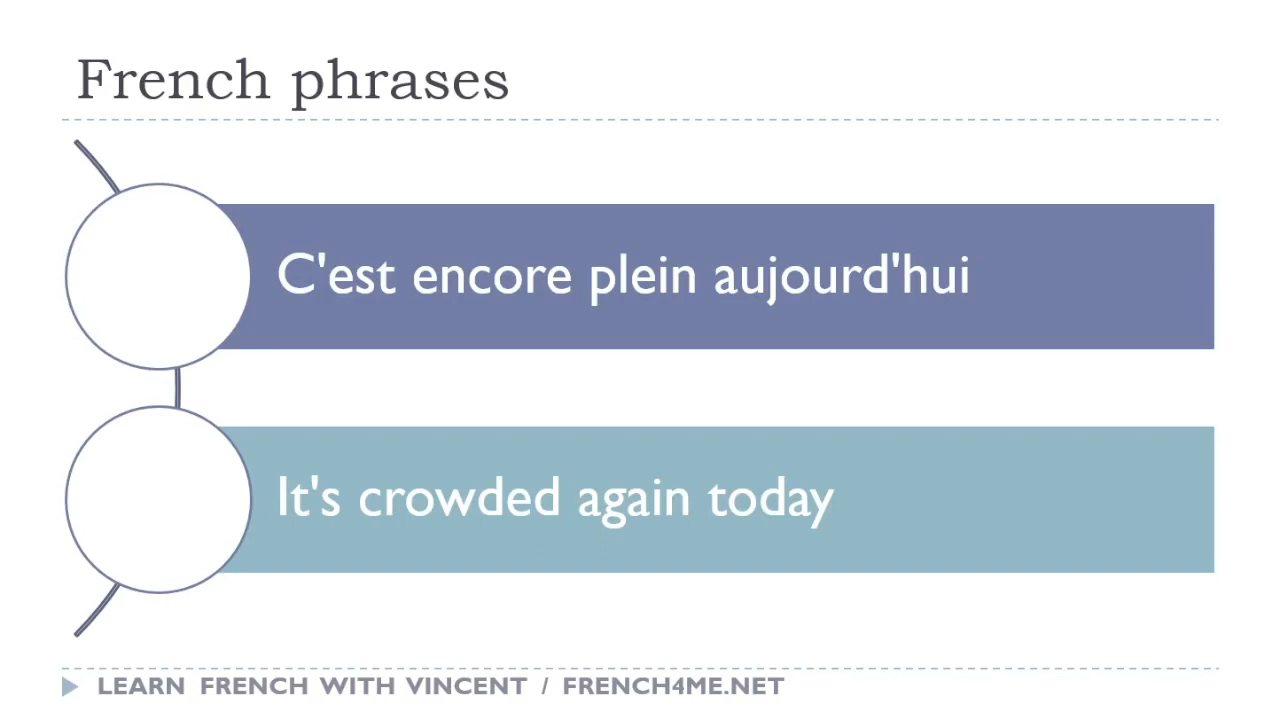 French phrases
C'est encore plein aujourd'hui
It's crowded again today
LEARN FRENCH WITH VINCENT / FRENCH4ME.NET